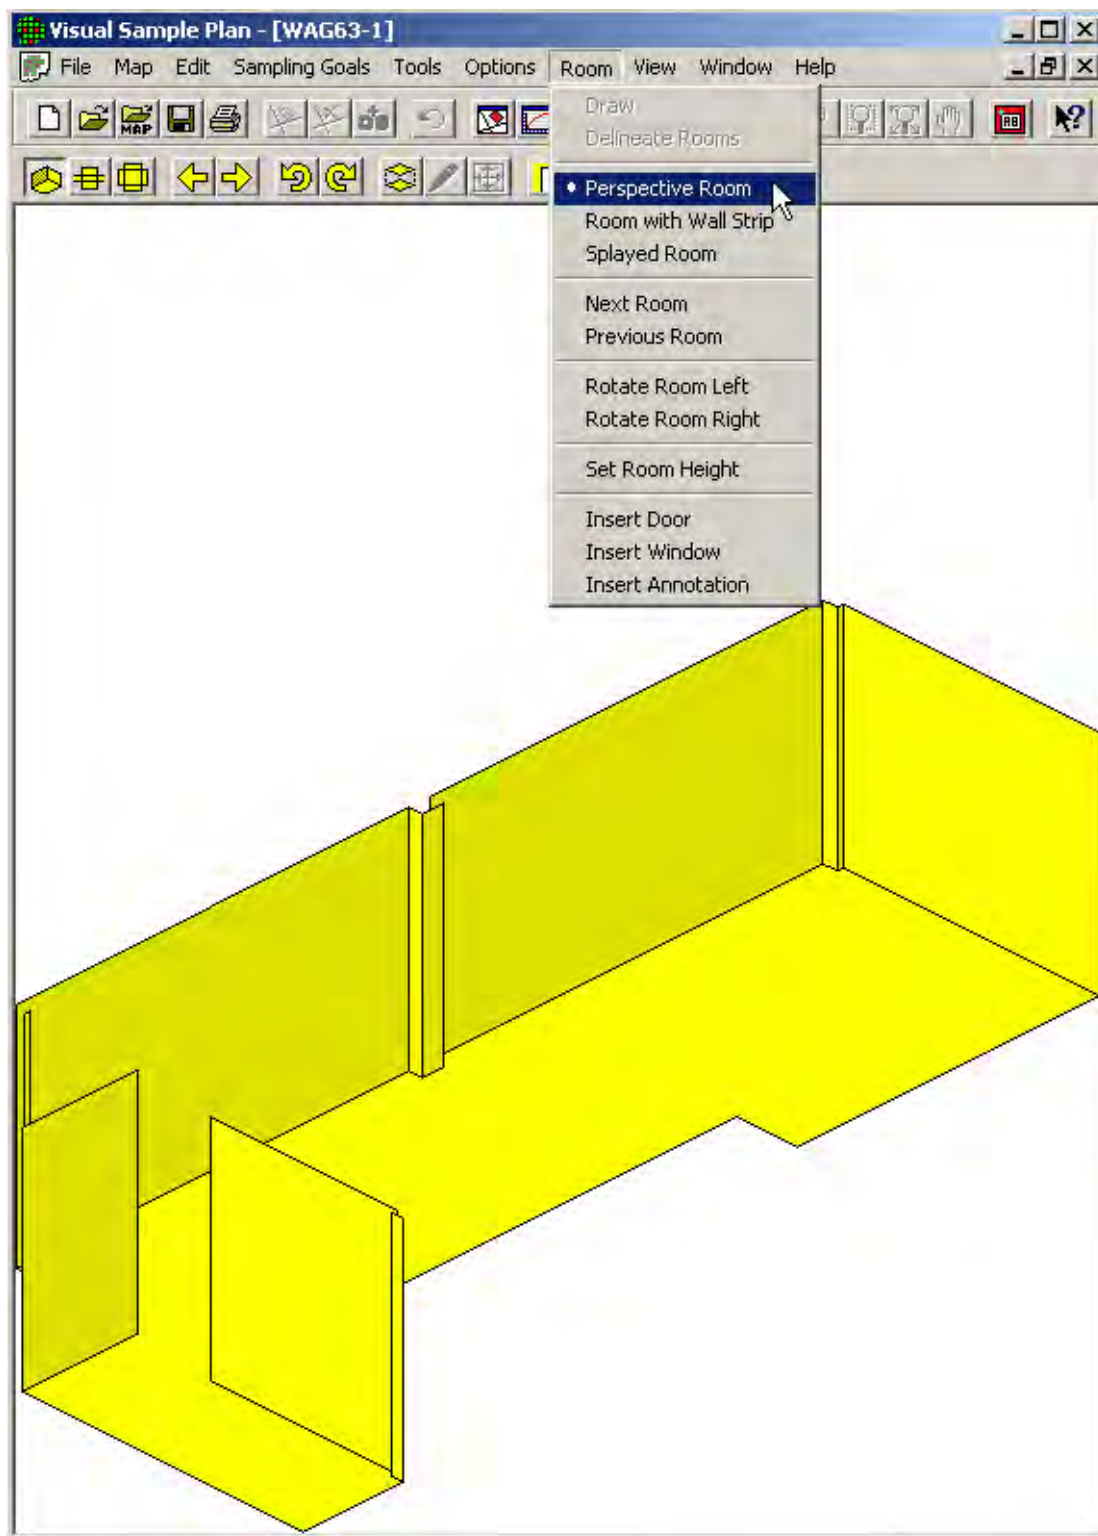 Visual Sample Plan - [WAG63-1]
File Map Edit Sampling Goals Tools Options Room View Window Help
MAP
Draw
Delineate Rooms
Perspective Room
Room with Wall Strip
Splayed Room
Next Room
Previous Room
Rotate Room Left
Rotate Room Right
Set Room Height
Insert Door
Insert Window
Insert Annotation